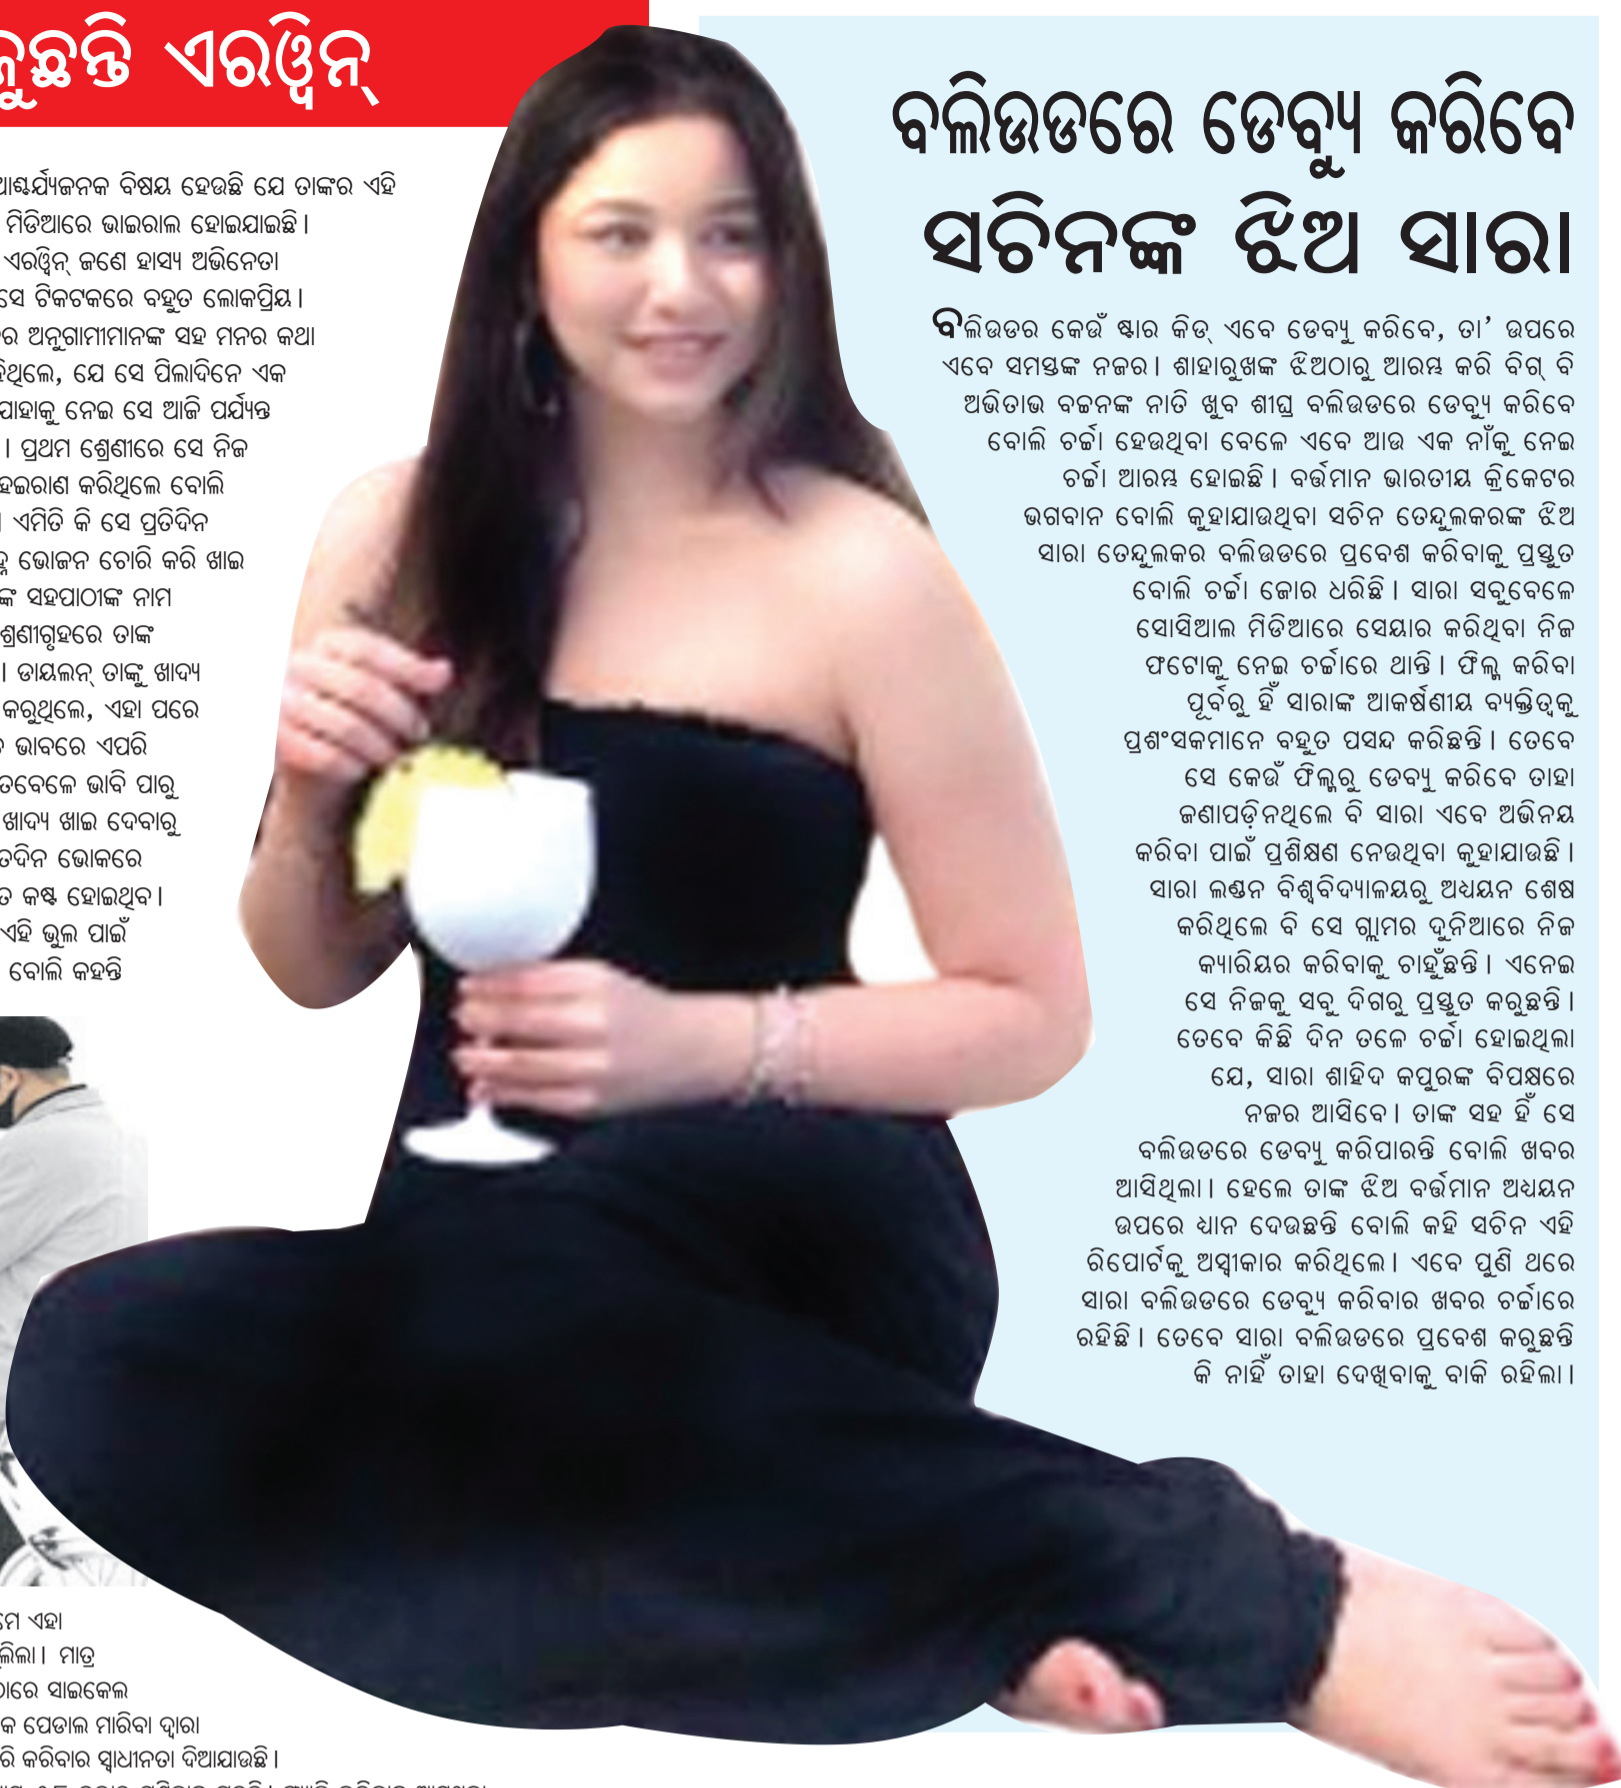 ଏରୱିନ୍
ଆଶ୍ଚର୍ଯ୍ୟଜନକ ବିଷୟ ହେଉଛି ଯେ ତାଙ୍କର ଏହି
ମିଡିଆରେ ଭାଇରାଲ ହୋଇଯାଇଛି।
ଏରୱିନ୍ ଜଣେ ହାସ୍ୟ ଅଭିନେତା
ସେ ଟିକଟକରେ ବହୁତ ଲୋକପ୍ରିୟ।
ଅନୁଗାମୀମାନଙ୍କ ସହ ମନର କଥା
ଯେ ସେ ପିଲାଦିନେ ଏକ
ଯାହାକୁ ନେଇ ସେ ଆଜି ପର୍ଯ୍ୟନ୍ତ
। ପ୍ରଥମ ଶ୍ରେଣୀରେ ସେ ନିଜ
ହଇରାଣ କରିଥିଲେ ବୋଲି
ଏମିତି କି ସେ ପ୍ରତିଦିନ
ଭୋଜନ ଚୋରି କରି ଖାଇ
ସହପାଠୀଙ୍କ ନାମ
ତାଙ୍କ
। ଡାୟଲନ୍ ତାଙ୍କୁ ଖାଦ୍ୟ
କରୁଥିଲେ, ଏହା ପରେ
ଭାବରେ ଏପରି
ଭାବି ପାରୁ
ଖାଦ୍ୟ ଖାଇ ଦେବାରୁ
ଭୋକରେ
କଷ୍ଟ ହୋଇଥିବ।
ଏହି ଭୁଲ ପାଇଁ
ବୋଲି କହନ୍ତି
ଏହା
ମାତ୍ର
ସାଇକେଲ
ପେଡାଲ ମାରିବା ଦ୍ୱାରା
କରିବାର ସ୍ୱାଧୀନତା ଦିଆଯାଉଛି।
ବଲିଉଡରେ ଡେବ୍ୟୁ କରିବେ
ସଚିନଙ୍କ ଝିଅ ସାରା
ବଲିଉଡର କେଉଁ ଷ୍ଟାର କିଡ୍ ଏବେ ଡେବ୍ୟୁ କରିବେ, ତା’ ଉପରେ
ଏବେ ସମସ୍ତଙ୍କ ନଜର। ଶାହାରୁଖଙ୍କ ଝିଅଠାରୁ ଆରମ୍ଭ କରି ବିଗ୍ ବି
ଅଭିତାଭ ବଚ୍ଚନଙ୍କ ନାତି ଖୁବ ଶୀଘ୍ର ବଲିଉଡରେ ଡେବ୍ୟୁ କରିବେ
ବୋଲି ଚର୍ଚ୍ଚା ହେଉଥିବା ବେଳେ ଏବେ ଆଉ ଏକ ନାଁକୁ ନେଇ
ଚର୍ଚ୍ଚା ଆରମ୍ଭ ହୋଇଛି। ବର୍ତ୍ତମାନ ଭାରତୀୟ କ୍ରିକେଟର
ଭଗବାନ ବୋଲି କୁହାଯାଉଥିବା ସଚିନ ତେନ୍ଦୁଲକରଙ୍କ ଝିଅ
ସାରା ତେନ୍ଦୁଲକର ବଲିଉଡରେ ପ୍ରବେଶ କରିବାକୁ ପ୍ରସ୍ତୁତ
ବୋଲି ଚର୍ଚ୍ଚା ଜୋର ଧରିଛି। ସାରା ସବୁବେଳେ
ସୋସିଆଲ ମିଡିଆରେ ସେୟାର କରିଥିବା ନିଜ
ଫଟୋକୁ ନେଇ ଚର୍ଚ୍ଚାରେ ଥାନ୍ତି। ଫିଲ୍ମ କରିବା
ପୂର୍ବରୁ ହିଁ ସାରାଙ୍କ ଆକର୍ଷଣୀୟ ବ୍ୟକ୍ତିତ୍ୱକୁ
ପ୍ରଶଂସକମାନେ ବହୁତ ପସନ୍ଦ କରିଛନ୍ତି। ତେବେ
ସେ କେଉଁ ଫିଲ୍ମରୁ ଡେବ୍ୟୁ କରିବେ ତାହା
ଜଣାପଡ଼ିନଥିଲେ ବି ସାରା ଏବେ ଅଭିନୟ
କରିବା ପାଇଁ ପ୍ରଶିକ୍ଷଣ ନେଉଥିବା କୁହାଯାଉଛି।
ସାରା ଲଣ୍ଡନ ବିଶ୍ୱବିଦ୍ୟାଳୟରୁ ଅଧ୍ୟୟନ ଶେଷ
କରିଥିଲେ ବି ସେ ଗ୍ଲାମର ଦୁନିଆରେ ନିଜ
କ୍ୟାରିୟର କରିବାକୁ ଚାହୁଁଛନ୍ତି। ଏନେଇ
ସେ ନିଜକୁ ସବୁ ଦିଗରୁ ପ୍ରସ୍ତୁତ କରୁଛନ୍ତି।
ତେବେ କିଛି ଦିନ ତଳେ ଚର୍ଚ୍ଚା ହୋଇଥିଲା
ଯେ, ସାରା ଶାହିଦ କପୁରଙ୍କ ବିପକ୍ଷରେ
ନଜର ଆସିବେ। ତାଙ୍କ ସହ ହିଁ ସେ
ବଲିଉଡରେ ଡେବ୍ୟୁ କରିପାରନ୍ତି ବୋଲି ଖବର
ଆସିଥିଲା। ହେଲେ ତାଙ୍କ ଝିଅ ବର୍ତ୍ତମାନ ଅଧ୍ୟୟନ
ଉପରେ ଧ୍ୟାନ ଦେଉଛନ୍ତି ବୋଲି କହି ସଚିନ ଏହି
ରିପୋର୍ଟକୁ ଅସ୍ୱୀକାର କରିଥିଲେ। ଏବେ ପୁଣି ଥରେ
ସାରା ବଲିଉଡରେ ଡେବ୍ୟୁ କରିବାର ଖବର ଚର୍ଚ୍ଚାରେ
ରହିଛି। ତେବେ ସାରା ବଲିଉଡରେ ପ୍ରବେଶ କରୁଛନ୍ତି
କି ନାହିଁ ତାହା ଦେଖିବାକୁ ବାକି ରହିଲା।